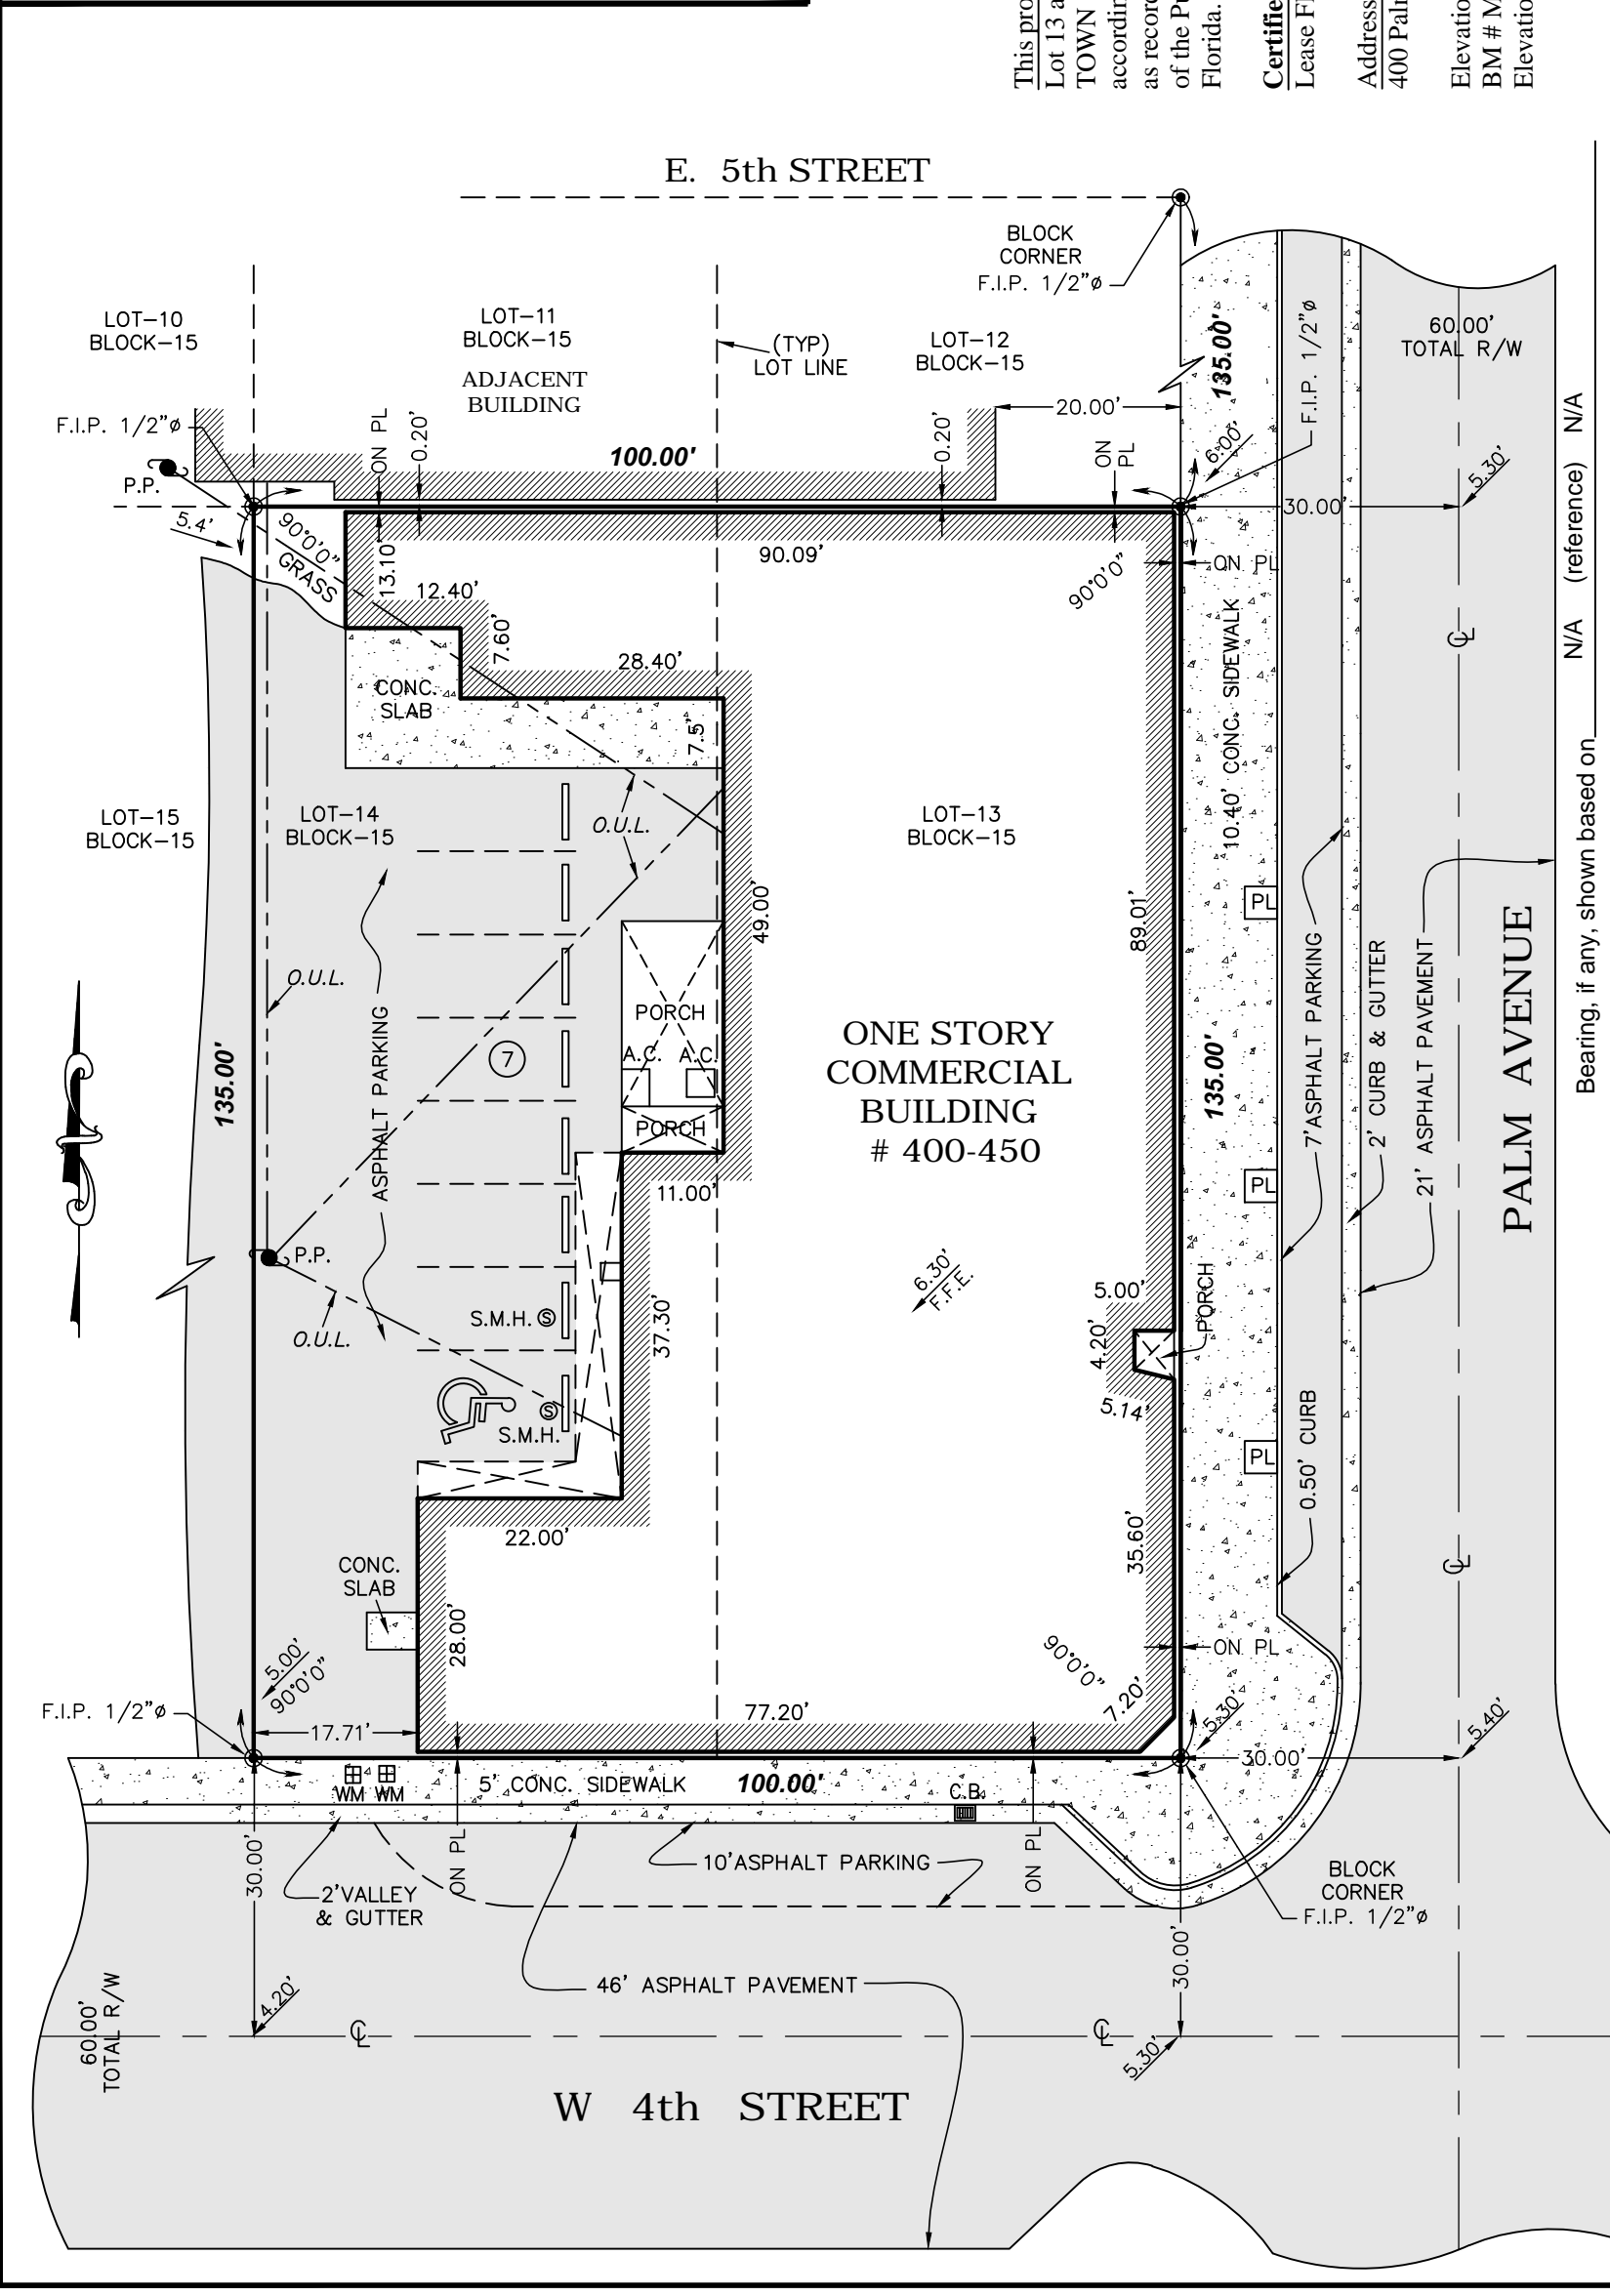 This pro
Lot 13 a
TOWN
accordin
as recor
of the Pu
Florida.
Certifie
Lease Fl
Address
400 Palr
Elevatio
BM # M
Elevatio
E. 5th STREET
BLOCK
CORNER
F.I.P. 1/2"ø
LOT-10
BLOCK-15
LOT-11
BLOCK-15
ADJACENT
BUILDING
(TYP)
LOT LINE
LOT-12
BLOCK-15
135.00'
F.I.P. 1/2"ø
60.00'
TOTAL R/W
F.I.P. 1/2"ø
P.P.
5.4'
ON PL
0.20'
100.00'
0.20'
20.00'
ON
PL
6.00'
5.30'
30.00'
90°0'0"
GRASS
13.10'
12.40'
7.60'
28.40'
90.09'
90°0'0"
ON PL
CONC.
SLAB
7.5'
10.40' CONC. SIDEWALK
℄
N/A (reference) N/A
LOT-15
BLOCK-15
LOT-14
BLOCK-15
O.U.L.
LOT-13
BLOCK-15
49.00'
89.01'
PL
O.U.L.
PORCH
A.C. A.C.
PORCH
7
ASPHALT PARKING
135.00'
ONE STORY
COMMERCIAL
BUILDING
# 400-450
135.00'
7'ASPHALT PARKING
2' CURB & GUTTER
21' ASPHALT PAVEMENT
PALM AVENUE
Bearing, if any, shown based on
11.00'
PL
P.P.
O.U.L.
S.M.H. S
37.30'
6.30'
F.F.E.
5.00'
4.20'
PORCH
5.14'
S
S.M.H.
PL
0.50' CURB
22.00'
35.60'
℄
CONC.
SLAB
28.00'
5.00'
90°0'0"
F.I.P. 1/2"ø
17.71'
77.20'
90°0'0"
7.20'
ON PL
5.30'
5.40'
30.00'
WM WM
5' CONC. SIDEWALK
100.00'
C.B.
30.00'
ON PL
10'ASPHALT PARKING
ON PL
2'VALLEY
& GUTTER
BLOCK
CORNER
F.I.P. 1/2"ø
30.00'
46' ASPHALT PAVEMENT
60.00'
TOTAL R/W
4.20'
℄
℄
5.30'
W 4th STREET